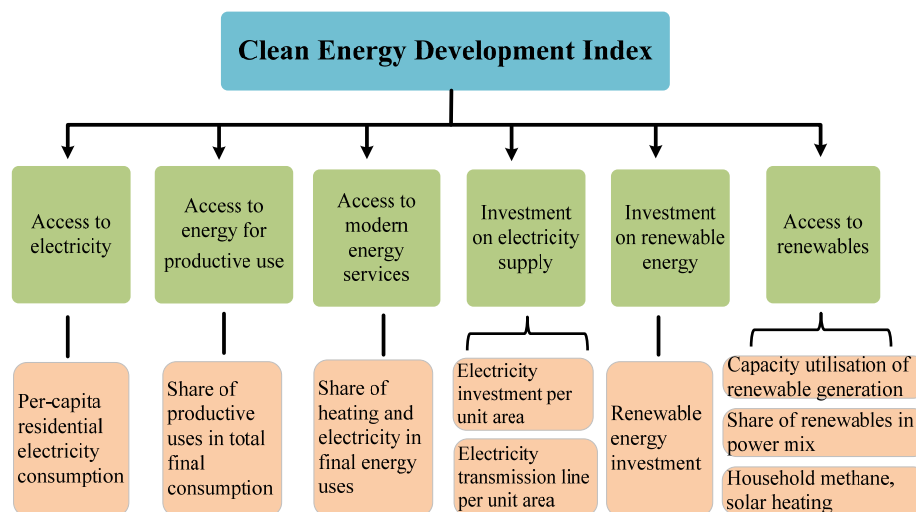 Clean Energy Development Index
Access to
electricity
Access to
energy for
productive use
Access to
modern
energy
services
Investment
on electricity
supply
Investment
on renewable
energy
Access to
renewables
Per-capita
residential
electricity
consumption
Share of
productive
uses in total
final
consumption
Share of
heating and
electricity in
final energy
uses
Electricity
investment per
unit area
Electricity
transmission line
per unit area
Renewable
energy
investment
Capacity utilisation of
renewable generation
Share of renewables in
power mix
Household methane,
solar heating